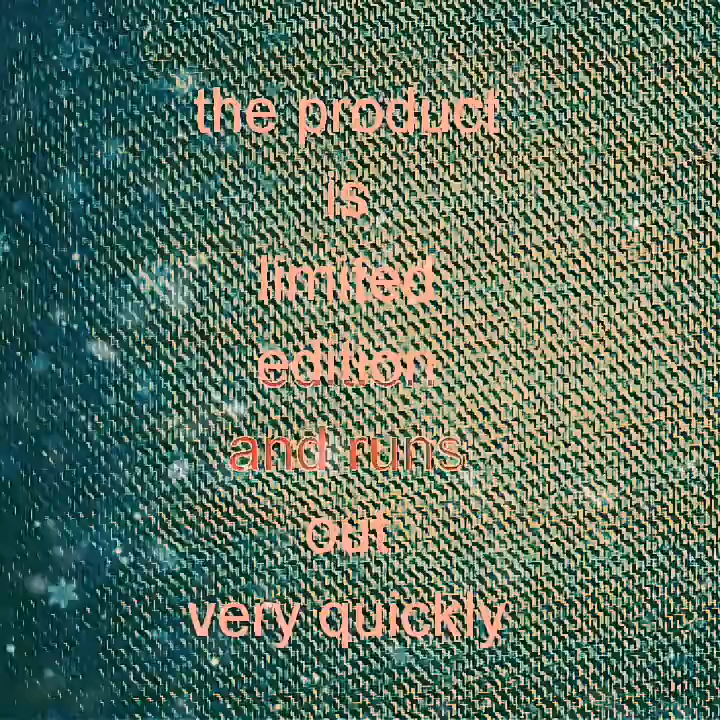 the product
is
limited
edition
and runs
out
very quickly